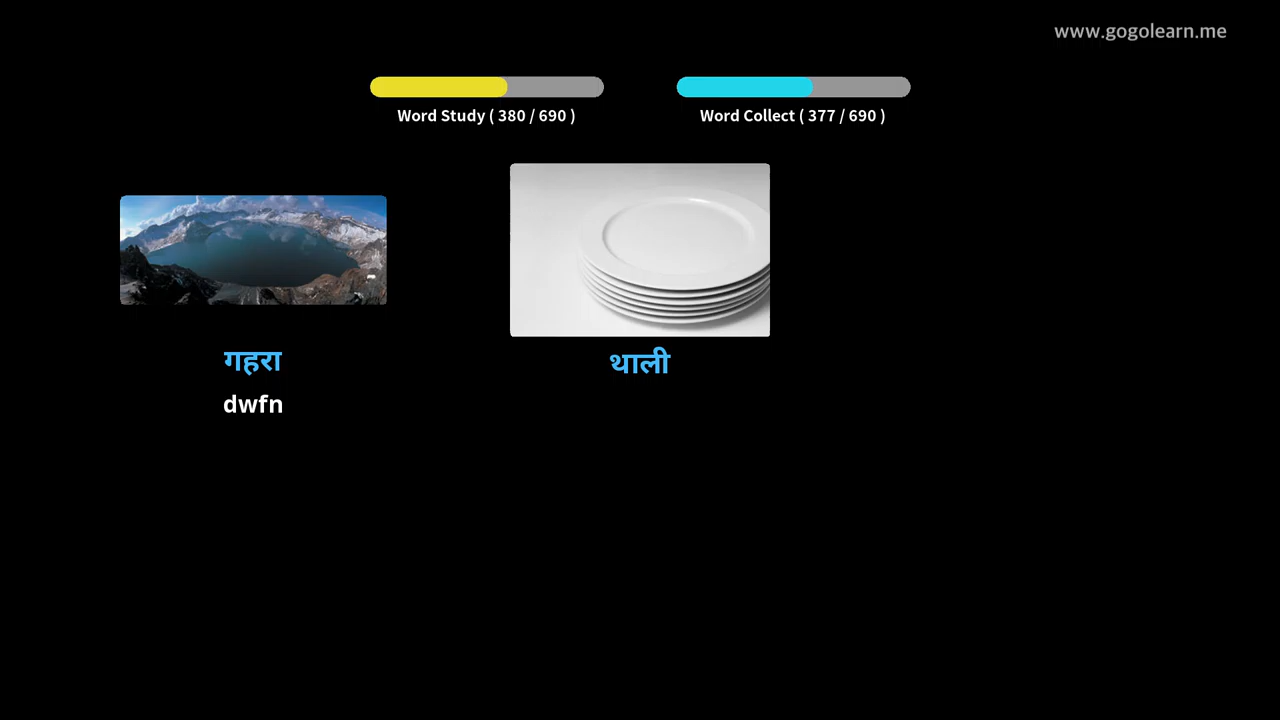 www.gogolearn.me
Word Study ( 380 / 690 )
Word Collect ( 377 / 690 )
गहरा
थाली
dwfn